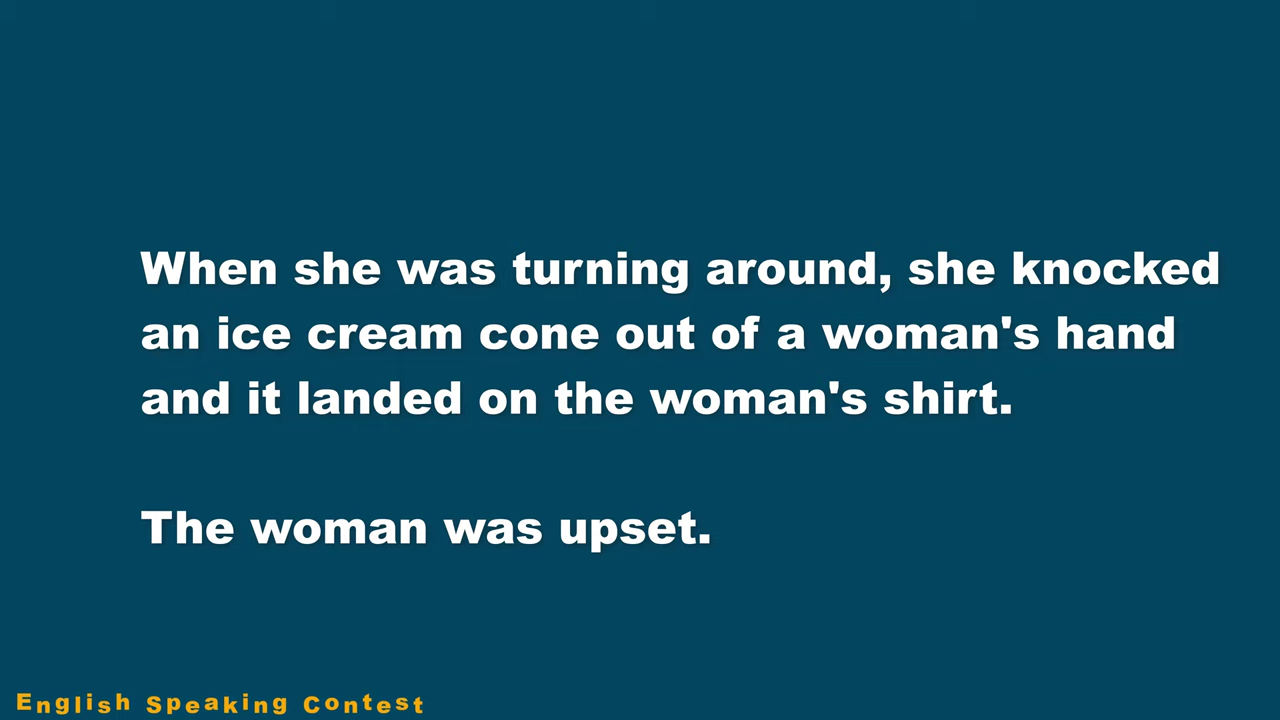 When she was turning around, she knocked
an ice cream cone out of a woman's hand
and it landed on the woman's shirt.
The woman was upset.
English Speaking Contest